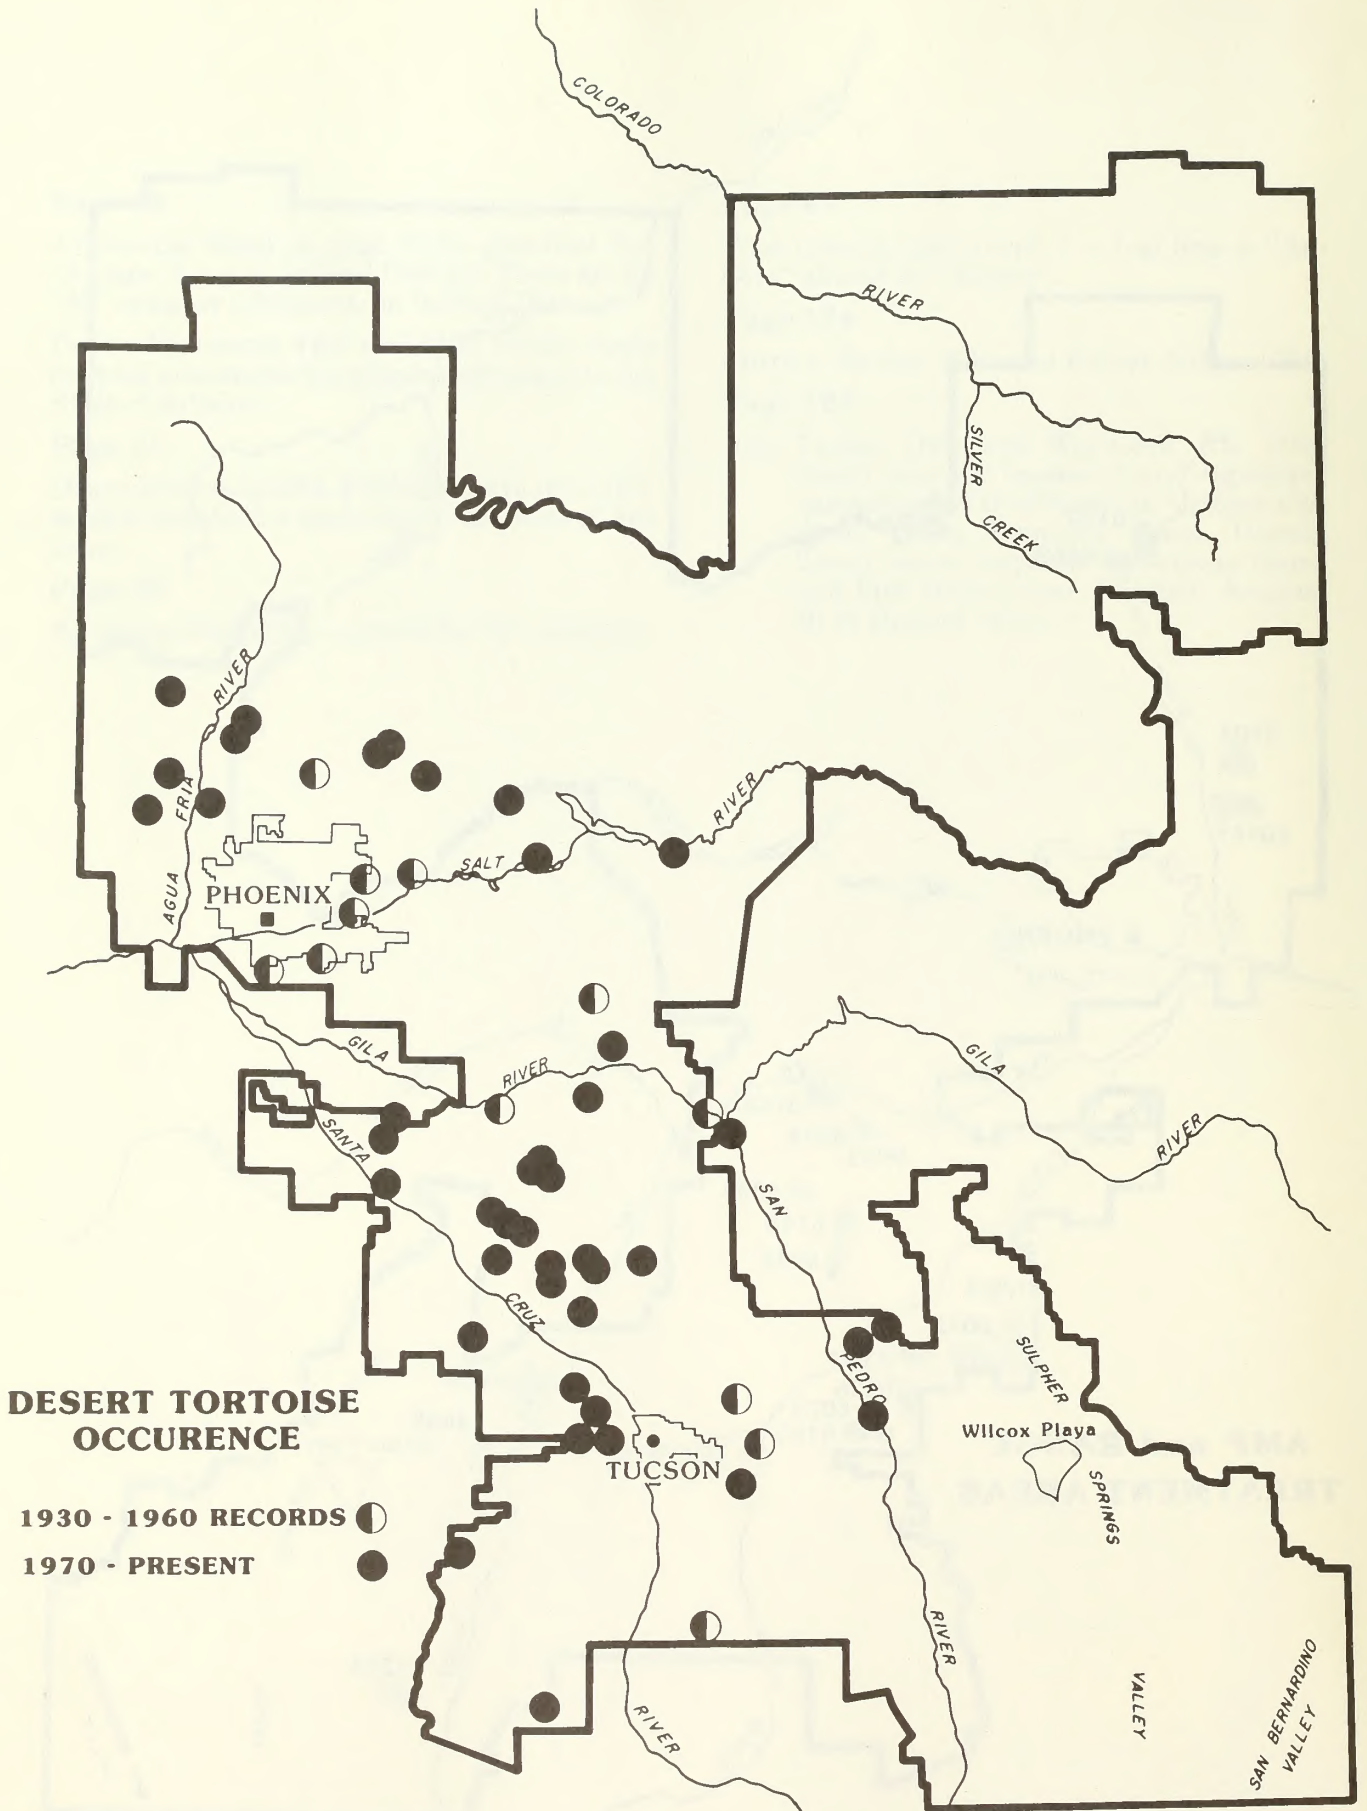 COLORADO
RIVER
SILVER
CREEK
RIVER
FRIA
AGUA
RIVER
SALT
PHOENIX
GILA
RIVER
GILA
RIVER
SANTA
SAN
CRUZ
PEDRO
SULPHER
Wilcox Playa
SPRINGS
DESERT TORTOISE
OCCURENCE
TUCSON
1930 - 1960 RECORDS
1970 - PRESENT
RIVER
RIVER
VALLEY
SAN BERNARDINO
VALLEY